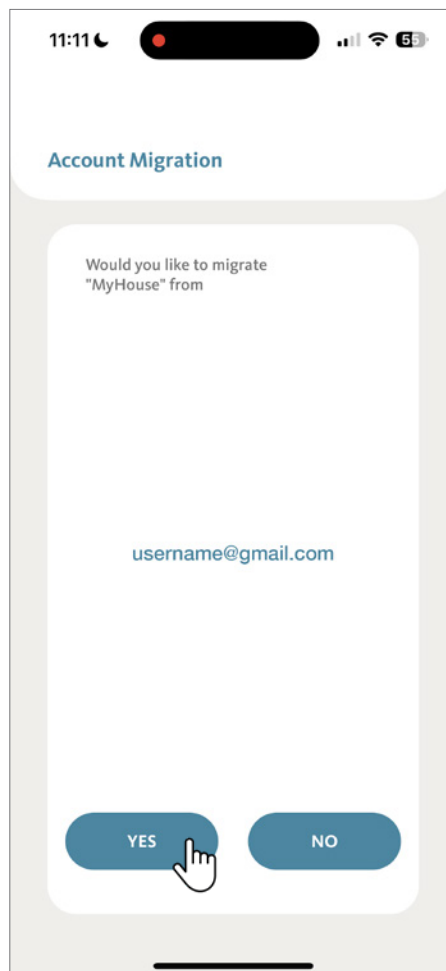 11:11
55
Account Migration
Would you like to migrate
"MyHouse" from
username@gmail.com
YES
NO